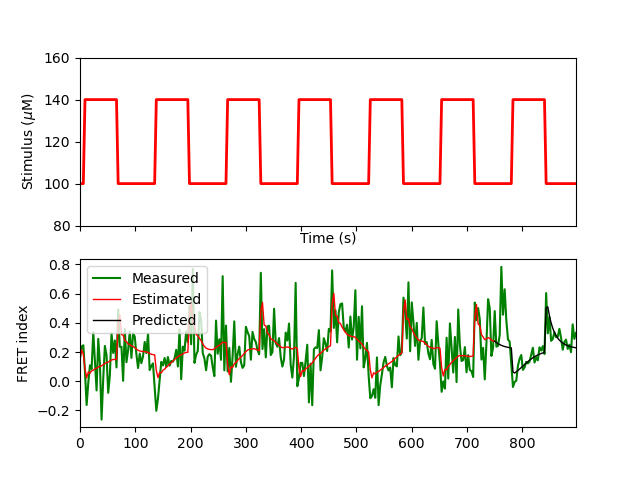 160
140
120
100
80
Stimulus (μM)
Time (s)
0.8
0.6
0.4
0.2
0.0
−0.2
FRET index
Measured
Estimated
Predicted
0 100 200 300 400 500 600 700 800